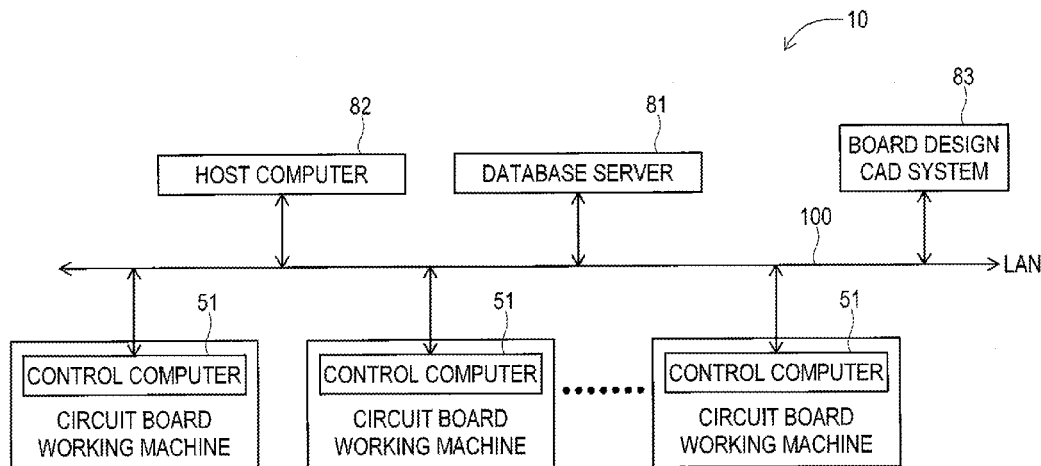 10
82
81
83
HOST COMPUTER
DATABASE SERVER
BOARD DESIGN
CAD SYSTEM
100
LAN
51
51
51
CONTROL COMPUTER
CONTROL COMPUTER
CONTROL COMPUTER
CIRCUIT BOARD
WORKING MACHINE
CIRCUIT BOARD
WORKING MACHINE
CIRCUIT BOARD
WORKING MACHINE